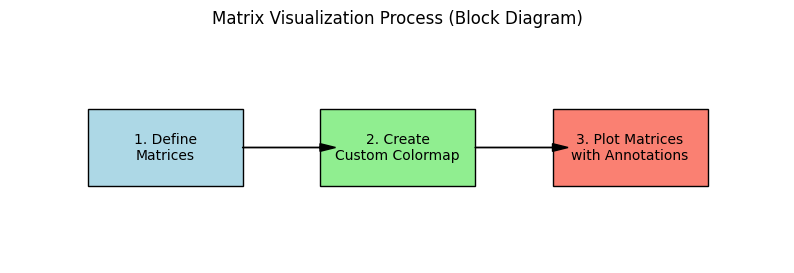 Matrix Visualization Process (Block Diagram)
1. Define
Matrices
2. Create
Custom Colormap
3. Plot Matrices
with Annotations